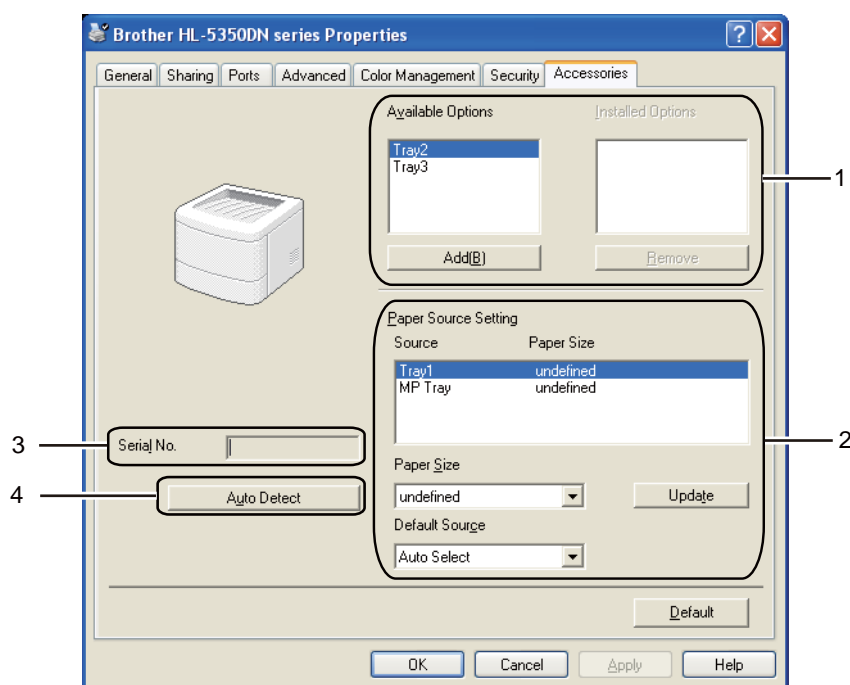 Brother HL-5350DN series Properties
General Sharing Ports Advanced Color Management Security Accessories
Available Options Installed Options
Tray2
Tray3
1
Add(B) Remove
Paper Source Setting
Source Paper Size
Tray1 undefined
MP Tray undefined
3 Serial No. 2
Paper Size
4 Auto Detect undefined Update
Default Source
Auto Select
Default
OK Cancel Apply Help